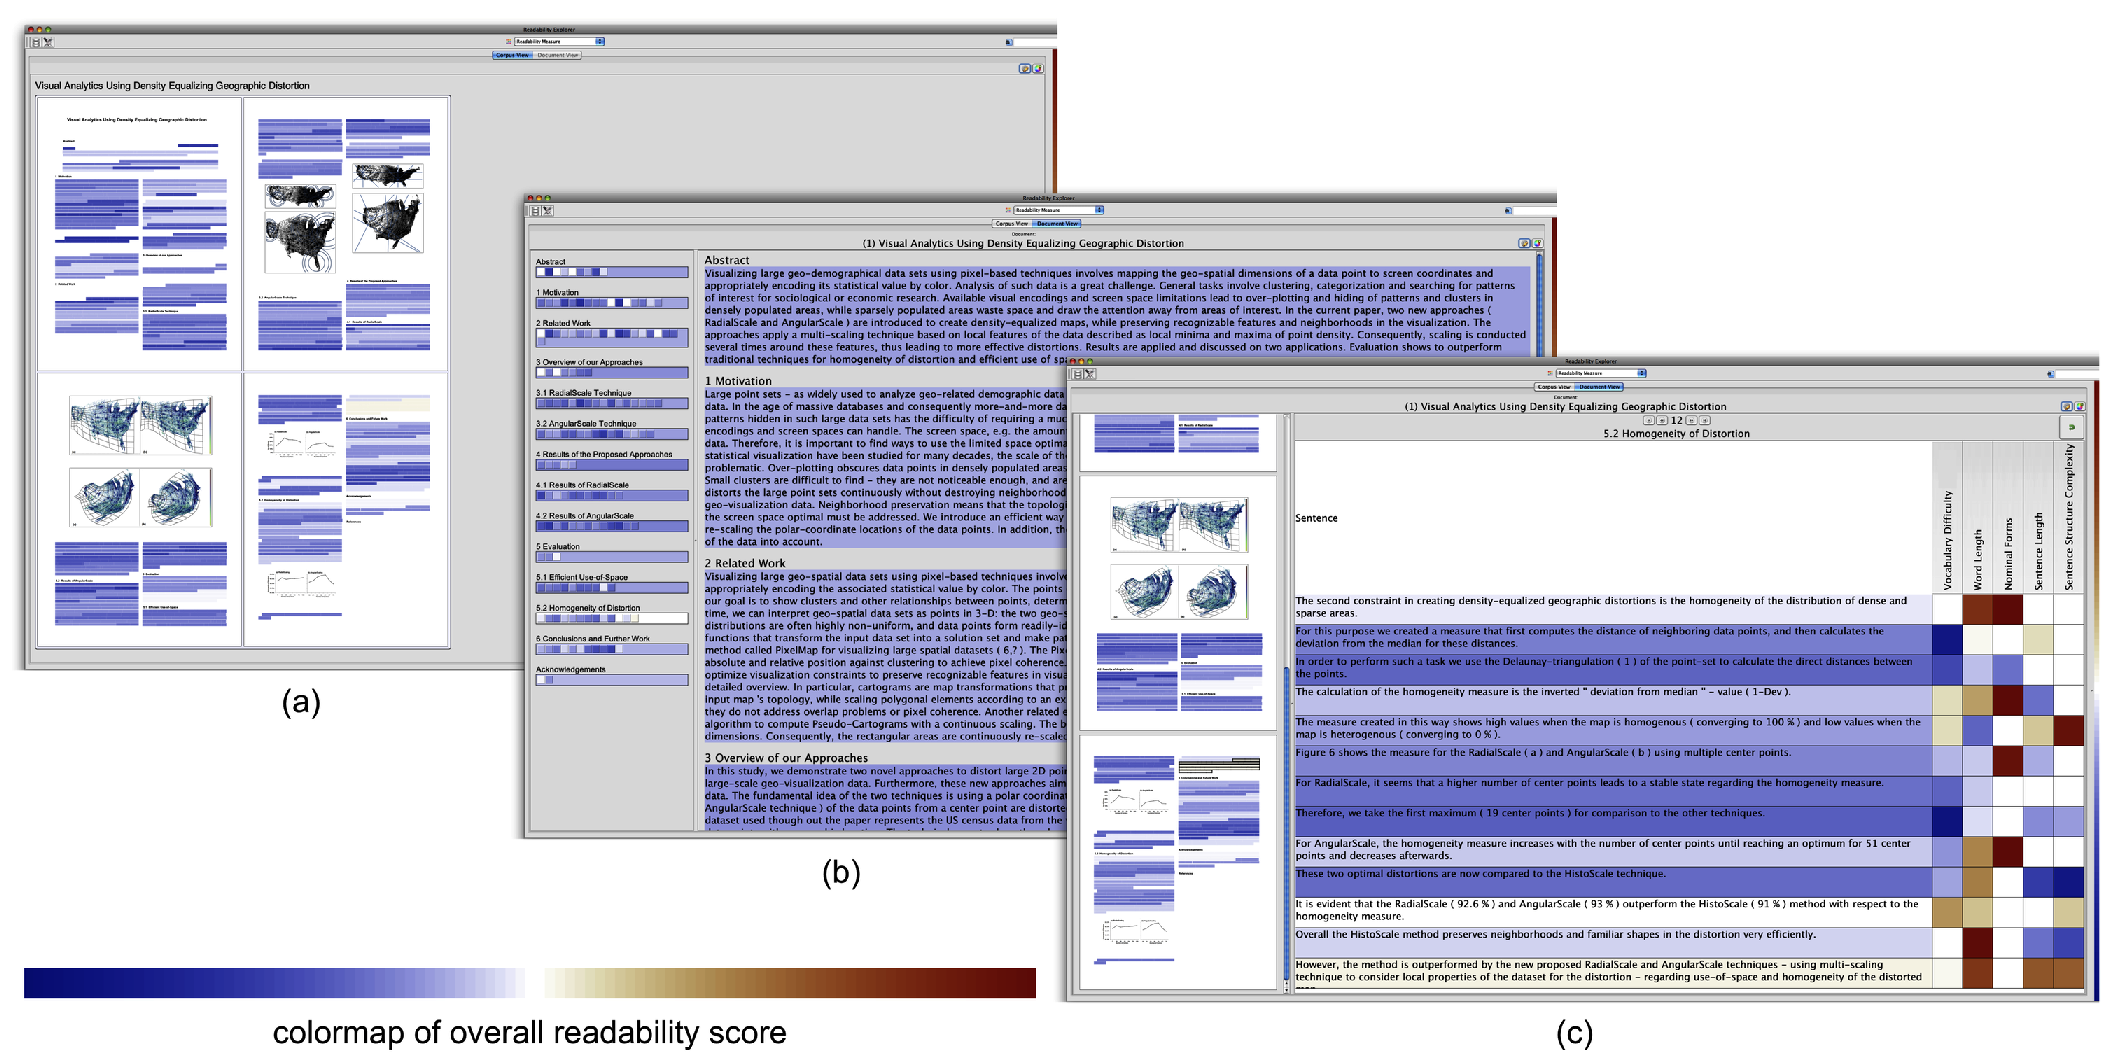 Readability Explorer
Readability Measure
Corpus View Document View
Visual Analytics Using Density Equalizing Geographic Distortion
Visual Analytics Using Density Equalizing Geographic Distortion
(a)
Readability Explorer
Readability Measure
Corpus View Document View
Document:
(1) Visual Analytics Using Density Equalizing Geographic Distortion
Abstract
1 Motivation
2 Related Work
3 Overview of our Approaches
3.1 RadialScale Technique
3.2 AngularScale Technique
4 Results of the Proposed Approaches
4.1 Results of RadialScale
4.2 Results of AngularScale
5 Evaluation
5.1 Efficient Use-of-Space
5.2 Homogeneity of Distortion
6 Conclusions and Further Work
Acknowledgements
Abstract
Visualizing large geo-demographical data sets using pixel-based techniques involves mapping the geo-spatial dimensions of a data point to screen coordinates and
appropriately encoding its statistical value by color. Analysis of such data is a great challenge. General tasks involve clustering, categorization and searching for patterns
of interest for sociological or economic research. Available visual encodings and screen space limitations lead to over-plotting and hiding of patterns and clusters in
densely populated areas, while sparsely populated areas waste space and draw the attention away from areas of interest. In the current paper, two new approaches (
RadialScale and AngularScale ) are introduced to create density-equalized maps, while preserving recognizable features and neighborhoods in the visualization. The
approaches apply a multi-scaling technique based on local features of the data described as local minima and maxima of point density. Consequently, scaling is conducted
several times around these features, thus leading to more effective distortions. Results are applied and discussed on two applications. Evaluation shows to outperform
traditional techniques for homogeneity of distortion and efficient use of spa
1 Motivation
Large point sets - as widely used to analyze geo-related demographic data
data. In the age of massive databases and consequently more-and-more da
patterns hidden in such large data sets has the difficulty of requiring a muc
encodings and screen spaces can handle. The screen space, e.g. the amoun
data. Therefore, it is important to find ways to use the limited space optima
statistical visualization have been studied for many decades, the scale of th
problematic. Over-plotting obscures data points in densely populated areas
Small clusters are difficult to find - they are not noticeable enough, and are
distorts the large point sets continuously without destroying neighborhood
geo-visualization data. Neighborhood preservation means that the topologi
the screen space optimal must be addressed. We introduce an efficient way
re-scaling the polar-coordinate locations of the data points. In addition, the
of the data into account.
2 Related Work
Visualizing large geo-spatial data sets using pixel-based techniques involve
appropriately encoding the associated statistical value by color. The points
our goal is to show clusters and other relationships between points, determ
time, we can interpret geo-spatial data sets as points in 3-D: the two geo-s
distributions are often highly non-uniform, and data points form readily-id
functions that transform the input data set into a solution set and make pat
method called PixelMap for visualizing large spatial datasets ( 6,? ). The Pix
absolute and relative position against clustering to achieve pixel coherence.
optimize visualization constraints to preserve recognizable features in visua
detailed overview. In particular, cartograms are map transformations that p
input map 's topology, while scaling polygonal elements according to an ex
they do not address overlap problems or pixel coherence. Another related e
algorithm to compute Pseudo-Cartograms with a continuous scaling. The b
dimensions. Consequently, the rectangular areas are continuously re-scaled
3 Overview of our Approaches
In this study, we demonstrate two novel approaches to distort large 2D poin
large-scale geo-visualization data. Furthermore, these new approaches aim
data. The fundamental idea of the two techniques is using a polar coordinat
AngularScale technique ) of the data points from a center point are distorte
dataset used though out the paper represents the US census data from the
(b)
Readability Explorer
Readability Measure
Corpus View Document View
Document:
(1) Visual Analytics Using Density Equalizing Geographic Distortion
12
5.2 Homogeneity of Distortion
Sentence
Vocabulary Difficulty
Word Length
Nominal Forms
Sentence Length
Sentence Structure Complexity
The second constraint in creating density-equalized geographic distortions is the homogeneity of the distribution of dense and
sparse areas.
For this purpose we created a measure that first computes the distance of neighboring data points, and then calculates the
deviation from the median for these distances.
In order to perform such a task we use the Delaunay-triangulation ( 1 ) of the point-set to calculate the direct distances between
the points.
The calculation of the homogeneity measure is the inverted " deviation from median " - value ( 1-Dev ).
The measure created in this way shows high values when the map is homogenous ( converging to 100 % ) and low values when the
map is heterogenous ( converging to 0 % ).
Figure 6 shows the measure for the RadialScale ( a ) and AngularScale ( b ) using multiple center points.
For RadialScale, it seems that a higher number of center points leads to a stable state regarding the homogeneity measure.
Therefore, we take the first maximum ( 19 center points ) for comparison to the other techniques.
For AngularScale, the homogeneity measure increases with the number of center points until reaching an optimum for 51 center
points and decreases afterwards.
These two optimal distortions are now compared to the HistoScale technique.
It is evident that the RadialScale ( 92.6 % ) and AngularScale ( 93 % ) outperform the HistoScale ( 91 % ) method with respect to the
homogeneity measure.
Overall the HistoScale method preserves neighborhoods and familiar shapes in the distortion very efficiently.
However, the method is outperformed by the new proposed RadialScale and AngularScale techniques - using multi-scaling
technique to consider local properties of the dataset for the distortion - regarding use-of-space and homogeneity of the distorted
(c)
colormap of overall readability score